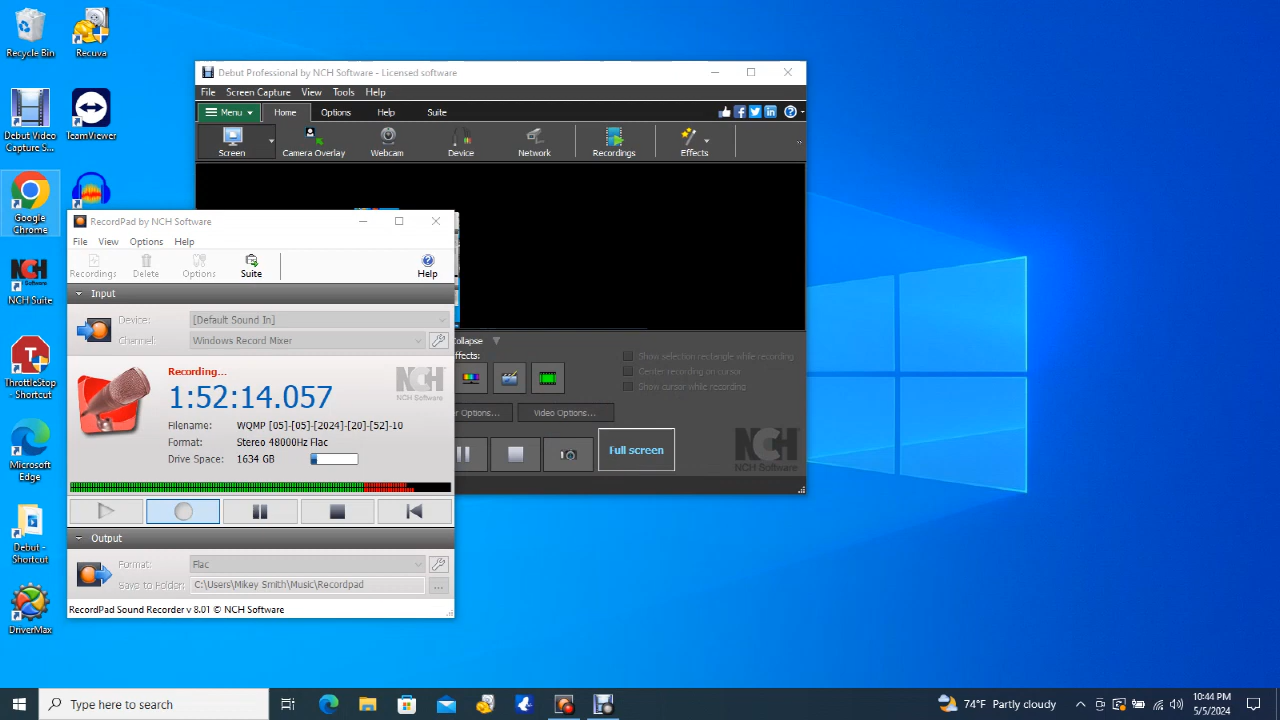 Recycle Bin
Recuva
Debut Video
Capture S...
TeamViewer
Google
Chrome
NCH
Software
NCH Suite
ThrottleStop
- Shortcut
Microsoft
Edge
Debut -
Shortcut
DriverMax
Debut Professional by NCH Software - Licensed software
File Screen Capture View Tools Help
Menu Home Options Help Suite
Screen Camera Overlay Webcam Device Network Recordings Effects
RecordPad by NCH Software
File View Options Help
Recordings Delete Options Suite Help
Input
Device: [Default Sound In]
Channel: Windows Record Mixer
Recording...
1:52:14.057
NCH
NCH Software
Filename: WQMP [05]-[05]-[2024]-[20]-[52]-10
Format: Stereo 48000Hz Flac
Drive Space: 1634 GB
Output
Format: Flac
Save to Folder: C:\Users\Mikey Smith\Music\Recordpad
...
RecordPad Sound Recorder v 8.01 © NCH Software
Show selection rectangle while recording
Center recording on cursor
Show cursor while recording
Video Options...
Full screen
NCH
NCH Software
Type here to search
74°F Partly cloudy
10:44 PM
5/5/2024